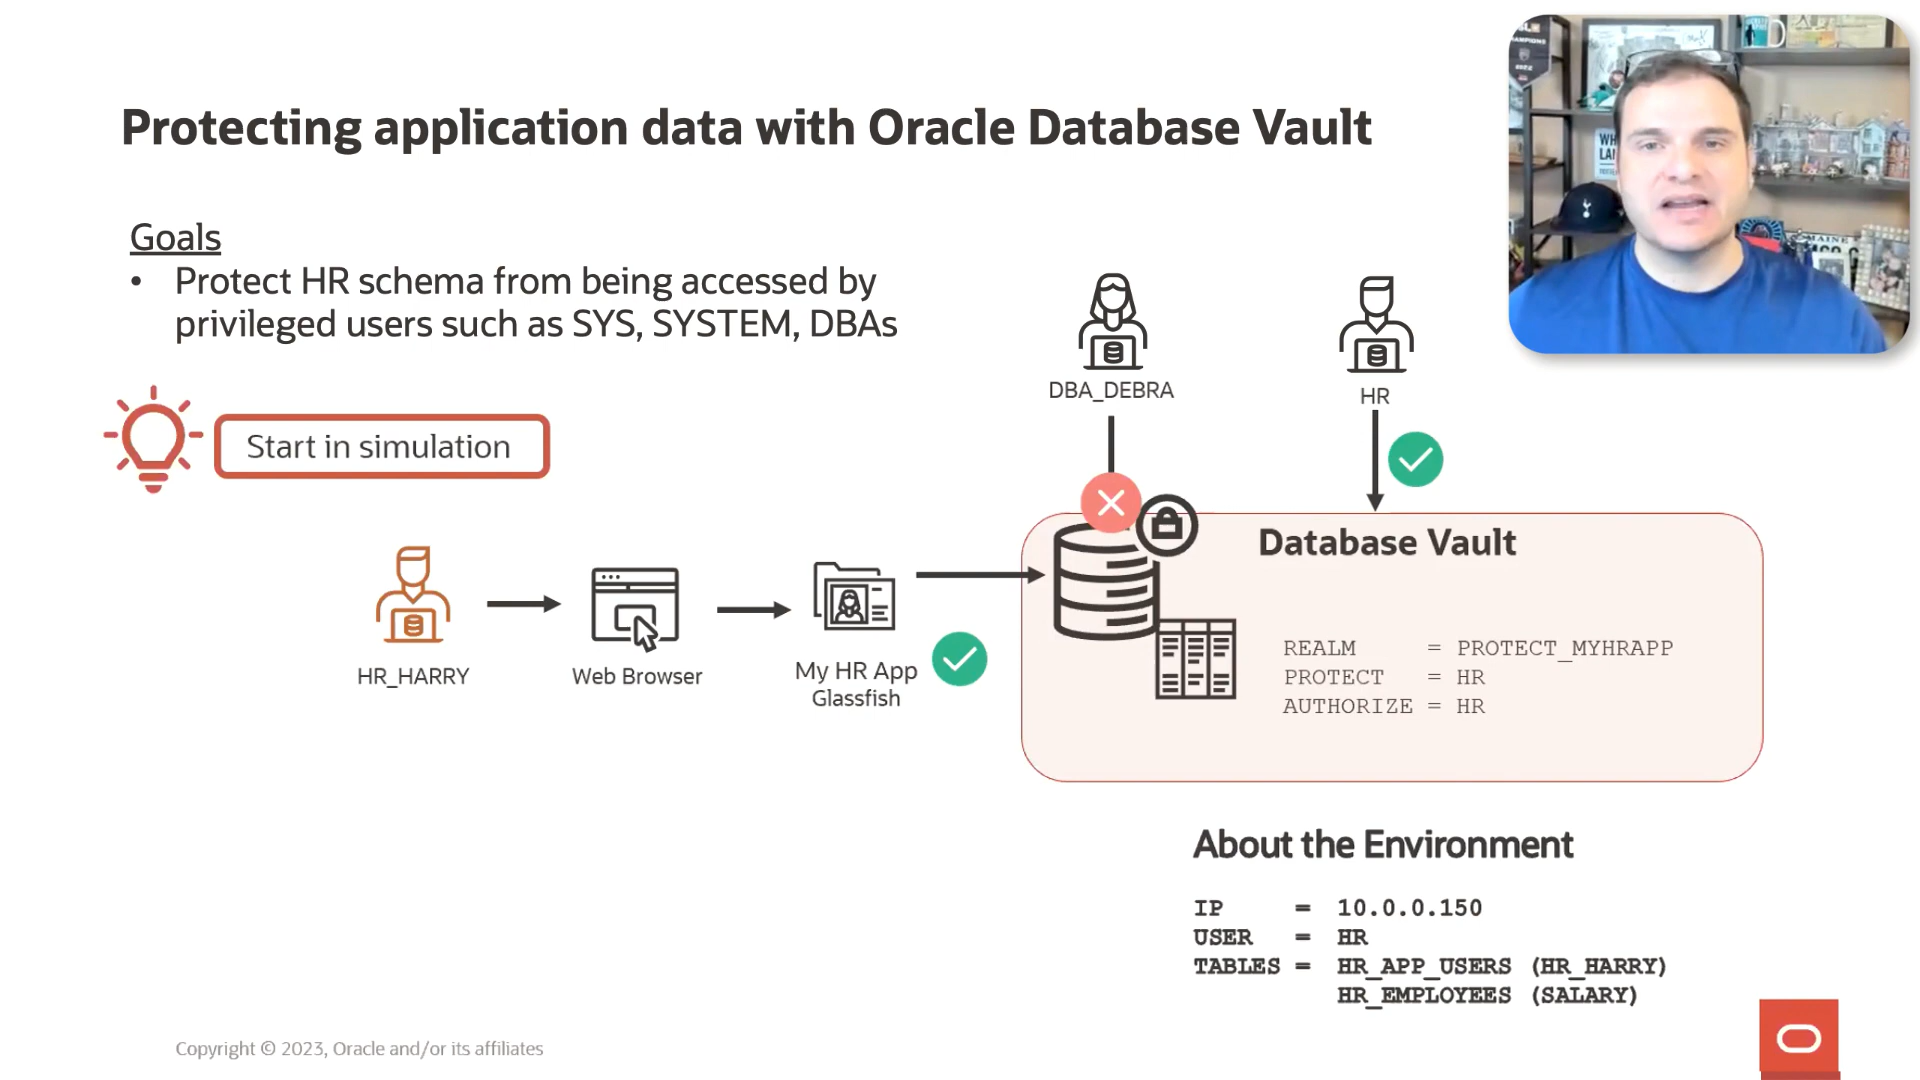 Protecting application data with Oracle Database Vault
Goals
• Protect HR schema from being accessed by
privileged users such as SYS, SYSTEM, DBAs
Start in simulation
DBA_DEBRA
HR
HR_HARRY
Web Browser
My HR App
Glassfish
Database Vault
REALM = PROTECT_MYHRAPP
PROTECT = HR
AUTHORIZE = HR
About the Environment
IP = 10.0.0.150
USER = HR
TABLES = HR_APP_USERS (HR_HARRY)
HR_EMPLOYEES (SALARY)
Copyright © 2023, Oracle and/or its affiliates
MAINE